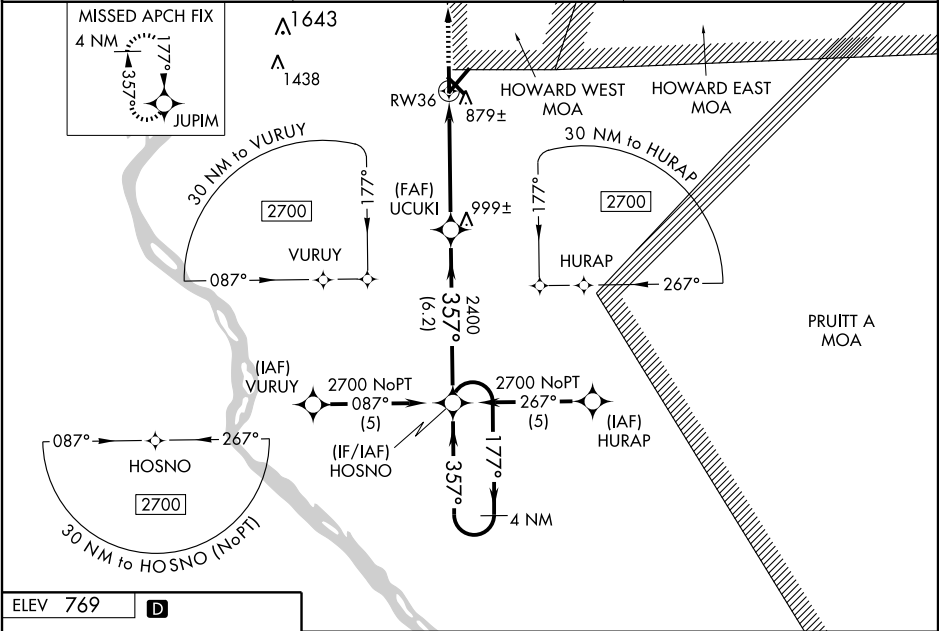 MISSED APCH FIX
4 NM
177°
357°
JUPIM
1643
1438
RW36
879±
HOWARD WEST
MOA
HOWARD EAST
MOA
30 NM to VURUY
177°
2700
VURUY
087°
(FAF)
UCUKI
999±
30 NM to HURAP
177°
2700
HURAP
267°
2400
357°
(6.2)
PRUITT A
MOA
(IAF)
VURUY
2700 NoPT
087°
(5)
2700 NoPT
267°
(5)
(IAF)
HURAP
(IF/IAF)
HOSNO
357°
177°
4 NM
087°
267°
HOSNO
2700
30 NM to HOSNO (NoPT)
ELEV 769
D